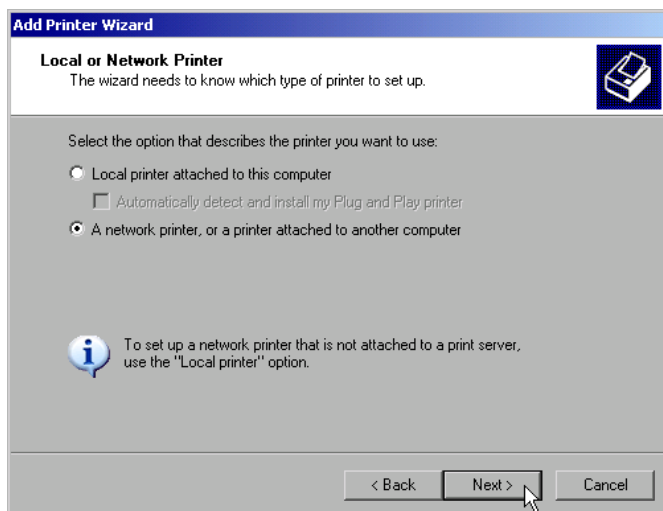 Add Printer Wizard
Local or Network Printer
The wizard needs to know which type of printer to set up.
Select the option that describes the printer you want to use:
Local printer attached to this computer
Automatically detect and install my Plug and Play printer
A network printer, or a printer attached to another computer
To set up a network printer that is not attached to a print server,
use the "Local printer" option.
< Back
Next >
Cancel